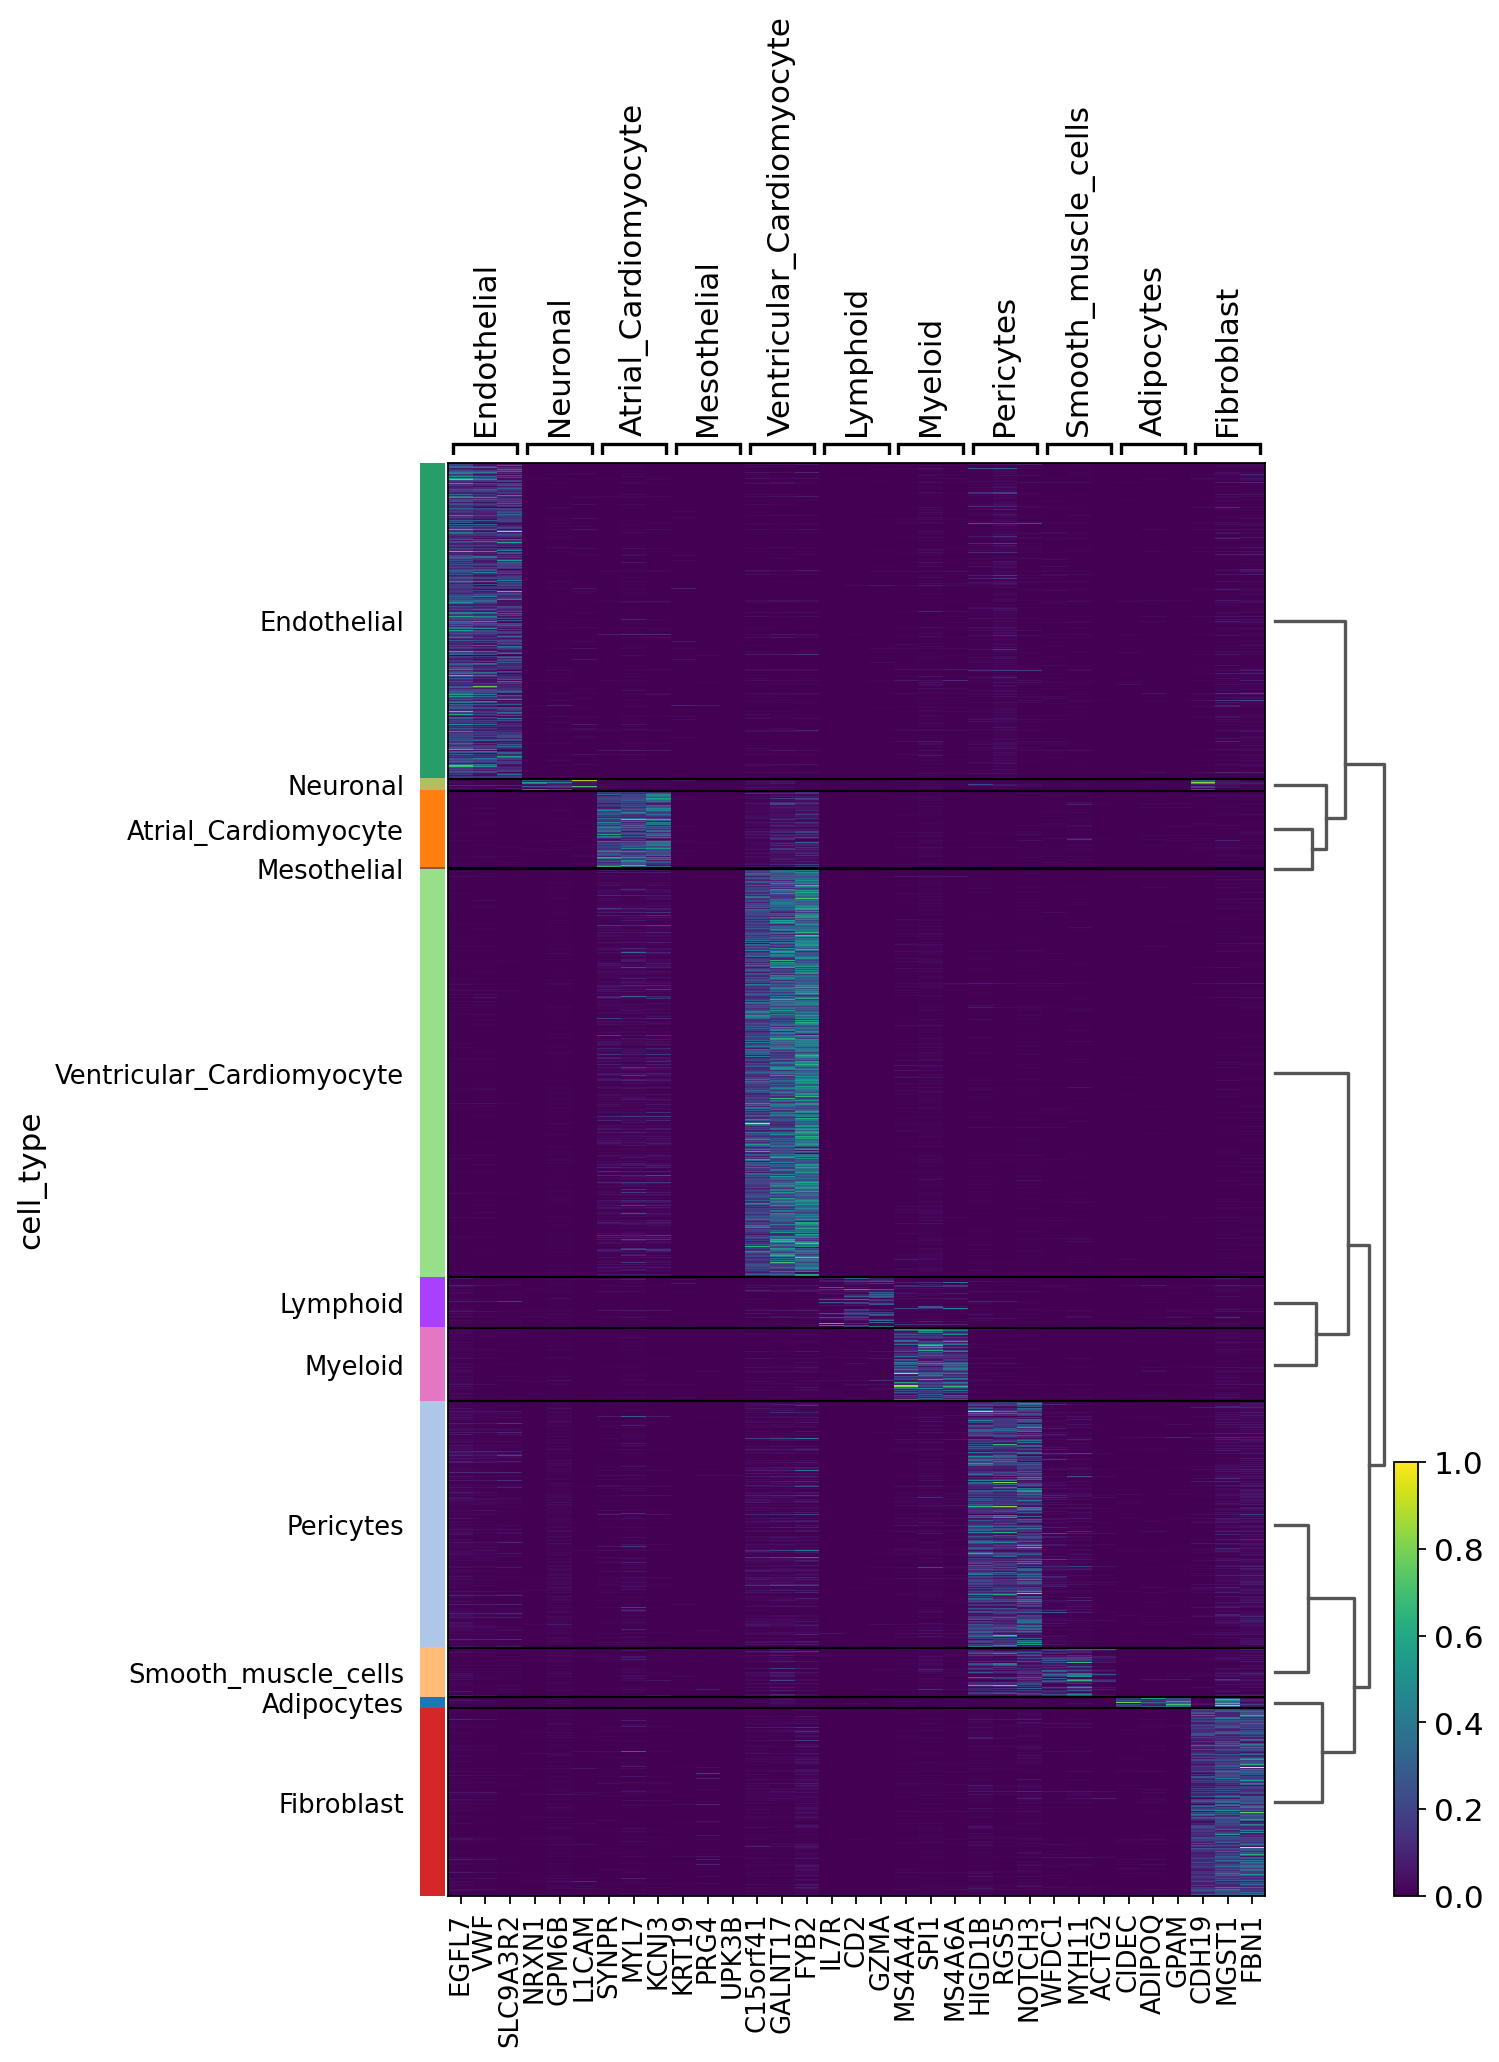 Endothelial
Neuronal
Atrial_Cardiomyocyte
Mesothelial
Ventricular_Cardiomyocyte
Lymphoid
Myeloid
Pericytes
Smooth_muscle_cells
Adipocytes
Fibroblast
cell_type
Endothelial
Neuronal
Atrial_Cardiomyocyte
Mesothelial
Ventricular_Cardiomyocyte
Lymphoid
Myeloid
Pericytes
Smooth_muscle_cells
Adipocytes
Fibroblast
1.0
0.8
0.6
0.4
0.2
0.0
EGFL7
VWF
SLC9A3R2
NRXN1
GPM6B
L1CAM
SYNPR
MYL7
KCNJ3
KRT19
PRG4
UPK3B
C15orf41
GALNT17
FYB2
IL7R
CD2
GZMA
MS4A4A
SPI1
MS4A6A
HIGD1B
RGS5
NOTCH3
WFDC1
MYH11
ACTG2
CIDEC
ADIPOQ
GPAM
CDH19
MGST1
FBN1